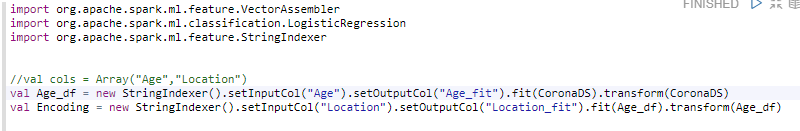 FINISHED
import org.apache.spark.ml.feature.VectorAssembler
import org.apache.spark.ml.classification.LogisticRegression
import org.apache.spark.ml.feature.StringIndexer
//val cols = Array("Age","Location")
val Age_df = new StringIndexer().setInputCol("Age").setOutputCol("Age_fit").fit(CoronaDS).transform(CoronaDS)
val Encoding = new StringIndexer().setInputCol("Location").setOutputCol("Location_fit").fit(Age_df).transform(Age_df)